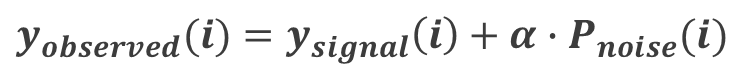 y_observed(i) = y_signal(i) + α · P_noise(i)